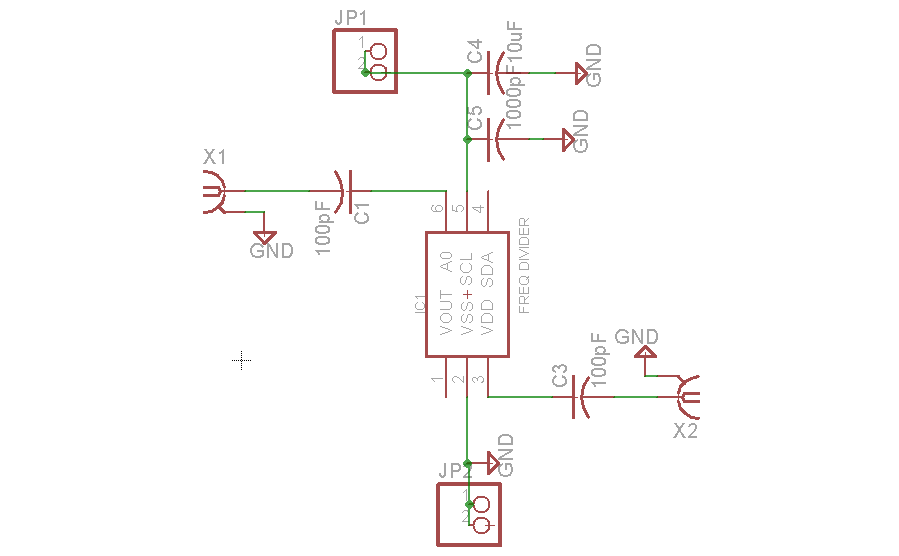 JP1
1
2
C4
10uF
GND
C5
1000pF
GND
X1
GND
100pF
C1
6
5
4
IC1
VOUT A0
VSS+SCL
VDD SDA
FREQ DIVIDER
1
2
3
C3
100pF
GND
X2
GND
JP2
1
2